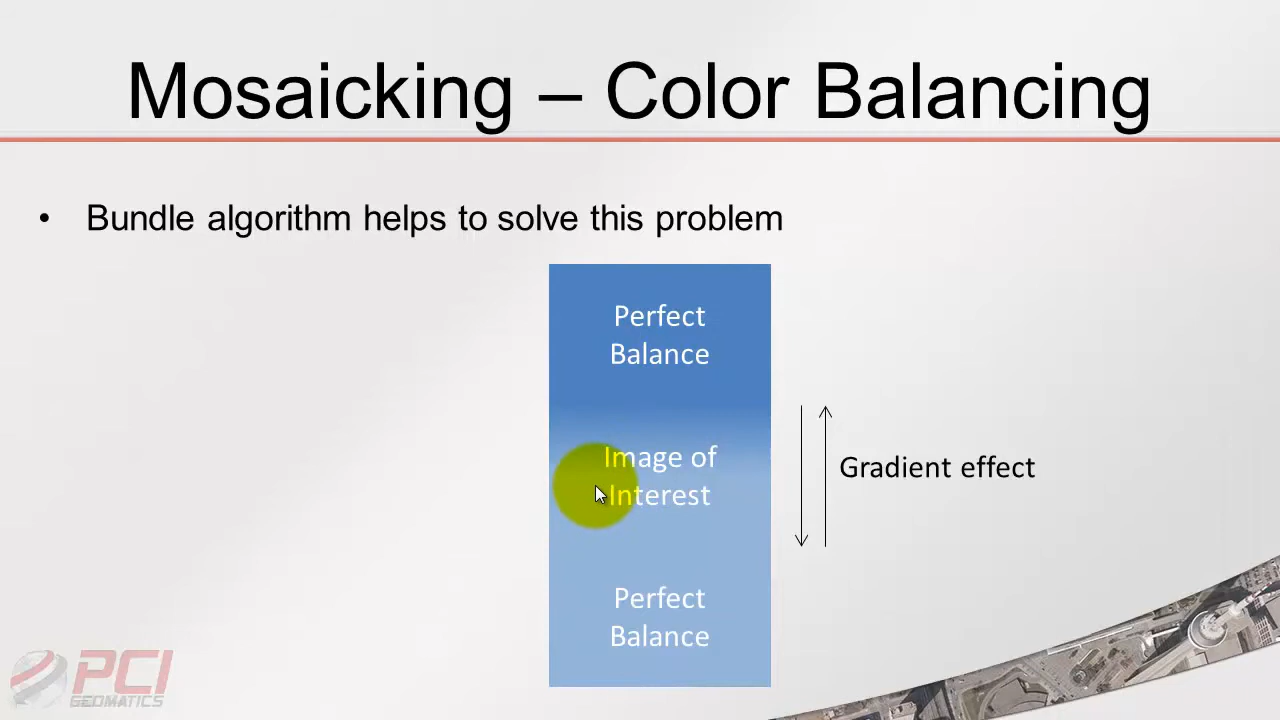 Mosaicking – Color Balancing
• Bundle algorithm helps to solve this problem
Perfect
Balance
Image of
Interest
Gradient effect
Perfect
Balance
PCI
GEOMATICS